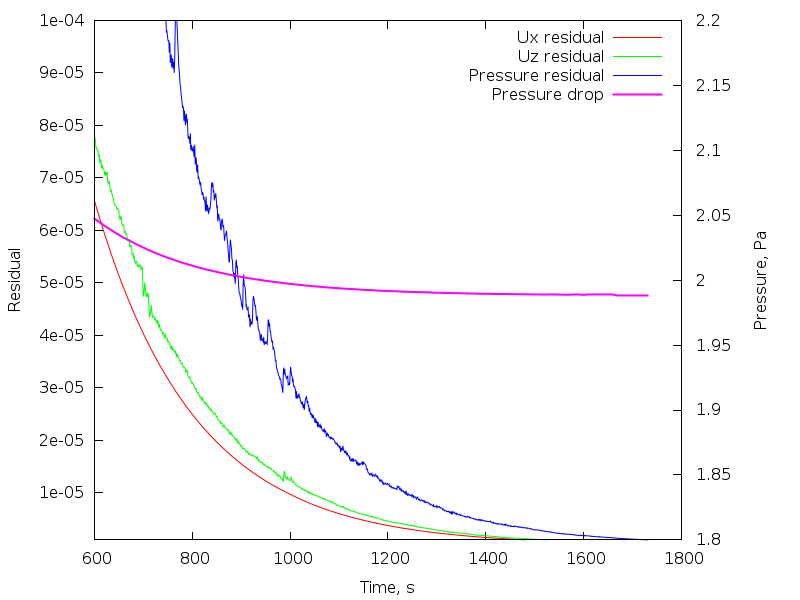 1e-04
9e-05
8e-05
7e-05
6e-05
5e-05
4e-05
3e-05
2e-05
1e-05
Residual
Ux residual
Uz residual
Pressure residual
Pressure drop
2.2
2.15
2.1
2.05
2
1.95
1.9
1.85
1.8
Pressure, Pa
600 800 1000 1200 1400 1600 1800
Time, s